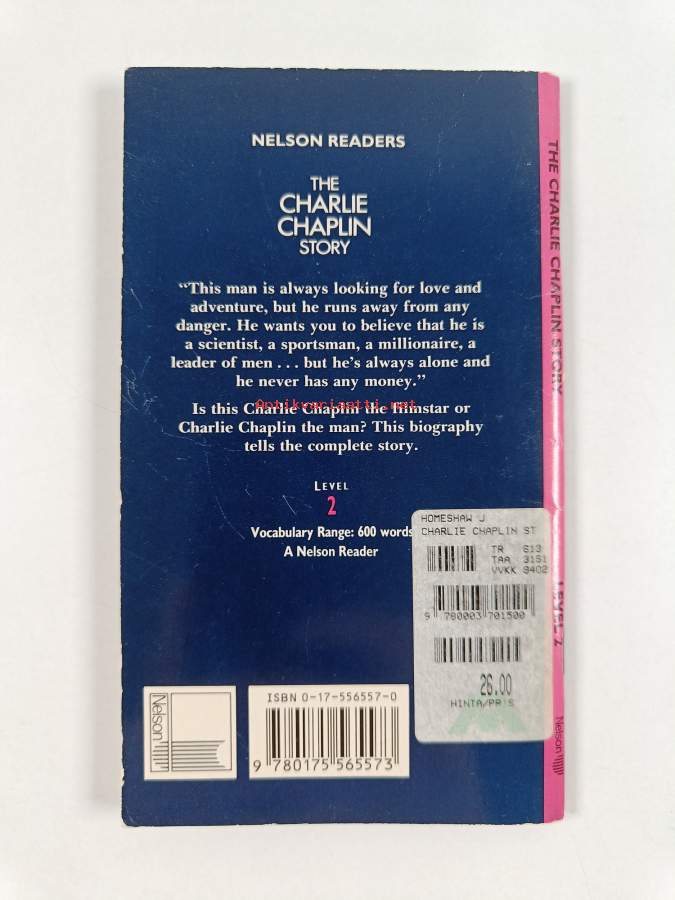 NELSON READERS
THE
CHARLIE
CHAPLIN
STORY
“This man is always looking for love and
adventure, but he runs away from any
danger. He wants you to believe that he is
a scientist, a sportsman, a millionaire, a
leader of men . . . but he's always alone and
he never has any money.”
Antikvariaatti.net
Is this Charlie Chaplin the filmstar or
Charlie Chaplin the man? This biography
tells the complete story.
LEVEL
2
Vocabulary Range: 600 words
A Nelson Reader
HOMESHAW J
CHARLIE CHAPLIN ST
TR 613
TAA 3151
VVKK 9402
9 780003 701500
26.00
HINTA/PRIS
Nelson
ISBN 0-17-556557-0
9 780175 565573
THE CHARLIE CHAPLIN STORY
LEVEL 2
Nelson